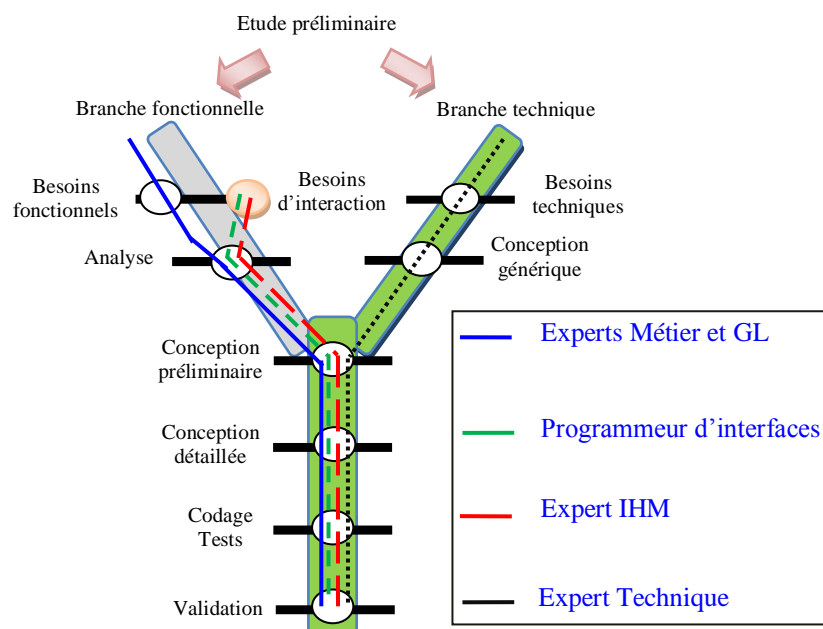 Etude préliminaire
Branche fonctionnelle
Branche technique
Besoins
fonctionnels
Besoins
d'interaction
Besoins
techniques
Analyse
Conception
générique
Conception
préliminaire
Conception
détaillée
Codage
Tests
Validation
Experts Métier et GL
Programmeur d'interfaces
Expert IHM
Expert Technique